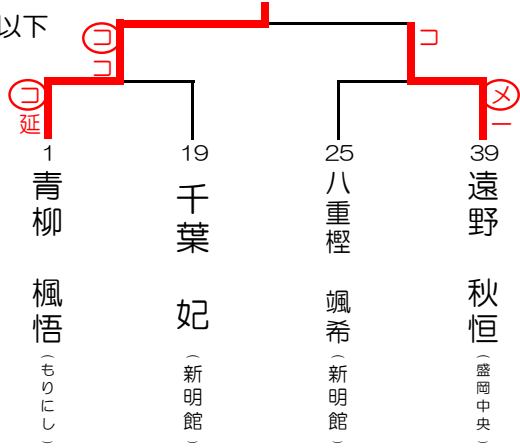 以下
コ
コ
コ
コ
延
メ
一
1
19
25
39
青柳 楓悟
(もりにし)
千葉 妃
(新明館)
八重樫 颯希
(新明館)
遠野 秋恒
(盛岡中央)